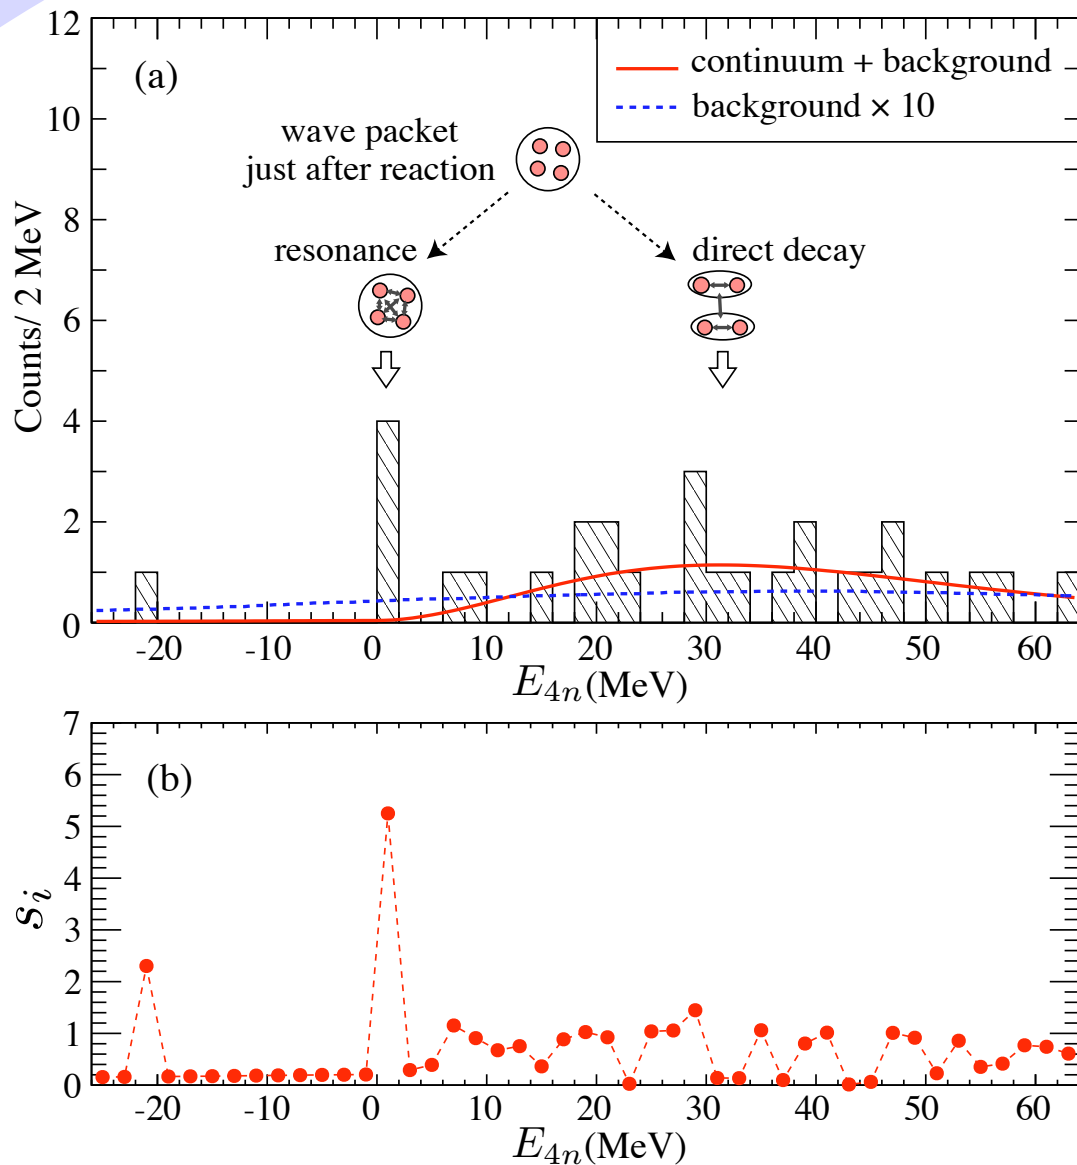 12
10
8
6
4
2
0
Counts/ 2 MeV
(a)
continuum + background
background × 10
wave packet
just after reaction
resonance
direct decay
-20 -10 0 10 20 30 40 50 60
E4n(MeV)
7
6
5
4
3
2
1
0
si
(b)
-20 -10 0 10 20 30 40 50 60
E4n(MeV)